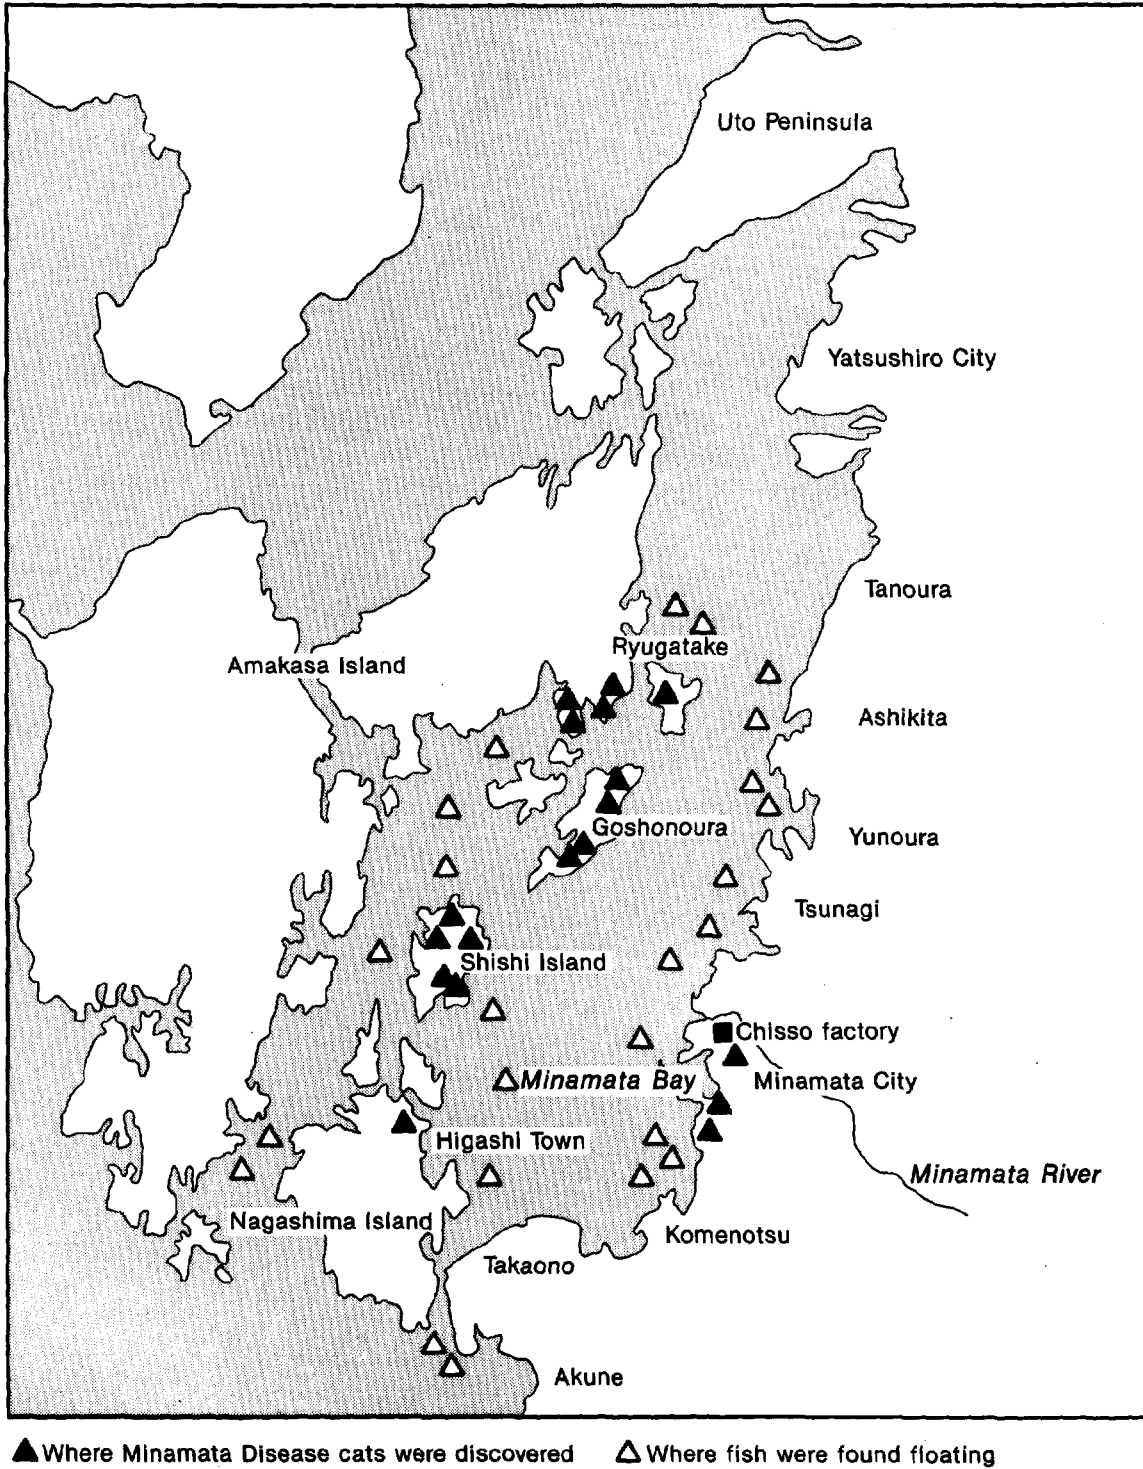 Uto Peninsula
Yatsushiro City
Tanoura
Ryugatake
Amakasa Island
Ashikita
Goshonoura
Yunoura
Tsunagi
Shishi Island
Chisso factory
Minamata Bay
Minamata City
Higashi Town
Minamata River
Nagashima Island
Komenotsu
Takaono
Akune
Where Minamata Disease cats were discovered
Where fish were found floating